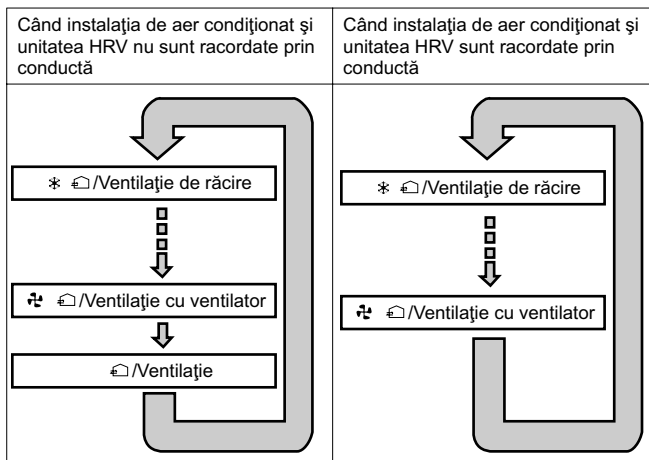 Când instalaţia de aer condiţionat şi
unitatea HRV nu sunt racordate prin
conductă
/Ventilaţie de răcire
/Ventilaţie cu ventilator
/Ventilaţie
Când instalaţia de aer condiţionat şi
unitatea HRV sunt racordate prin
conductă
/Ventilaţie de răcire
/Ventilaţie cu ventilator